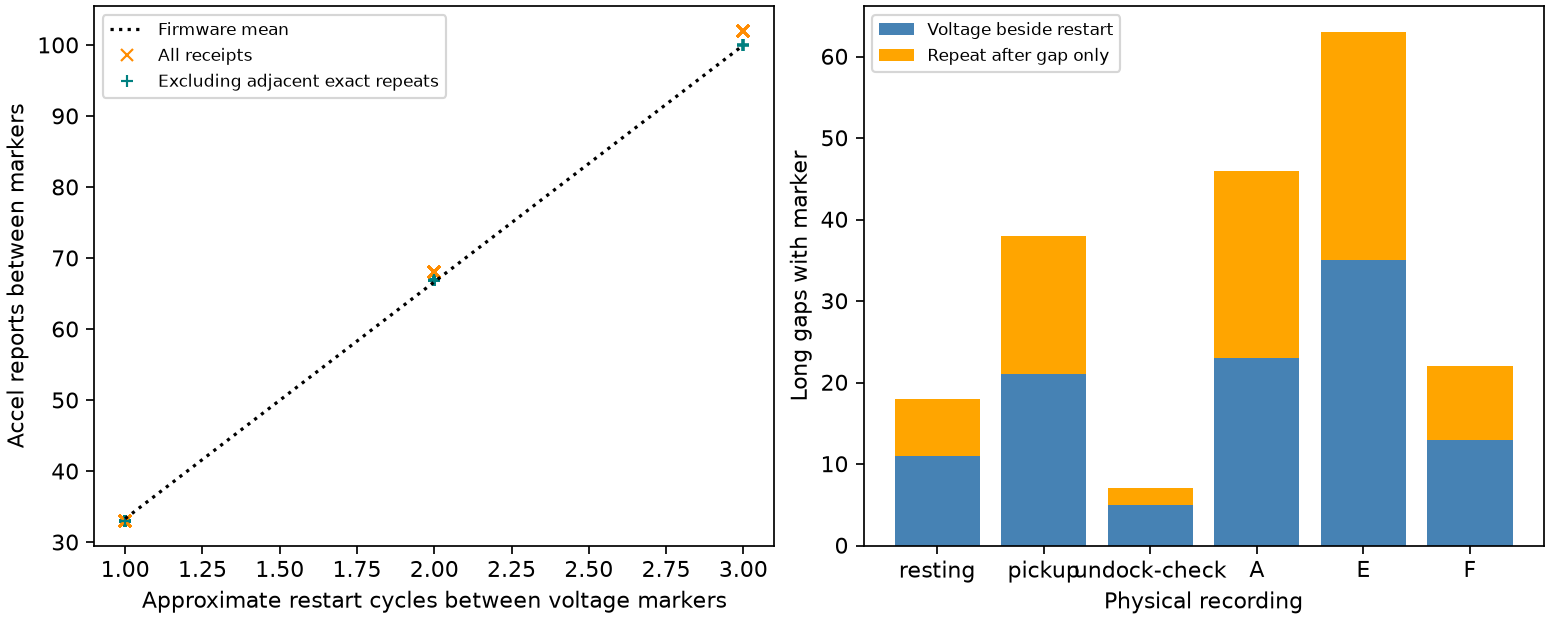 Firmware mean
All receipts
Excluding adjacent exact repeats
100
90
80
70
60
50
40
30
Accel reports between markers
1.00 1.25 1.50 1.75 2.00 2.25 2.50 2.75 3.00
Approximate restart cycles between voltage markers
Voltage beside restart
Repeat after gap only
60
50
40
30
20
10
0
Long gaps with marker
resting pickup undock-check A E F
Physical recording